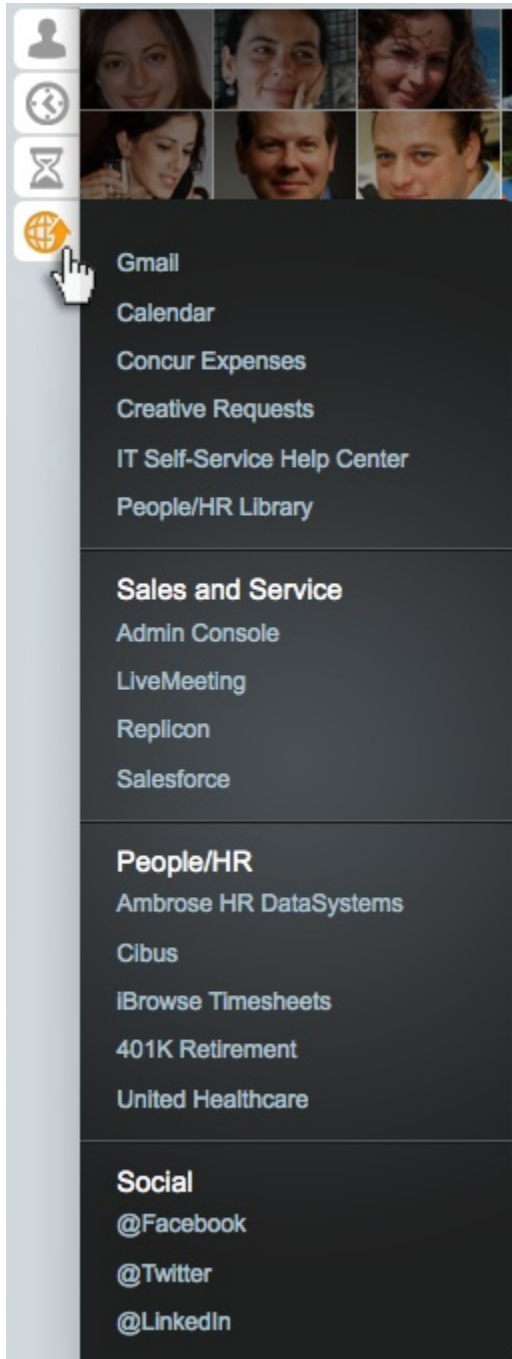 Gmail
Calendar
Concur Expenses
Creative Requests
IT Self-Service Help Center
People/HR Library
Sales and Service
Admin Console
LiveMeeting
Replicon
Salesforce
People/HR
Ambrose HR DataSystems
Cibus
iBrowse Timesheets
401K Retirement
United Healthcare
Social
@Facebook
@Twitter
@LinkedIn